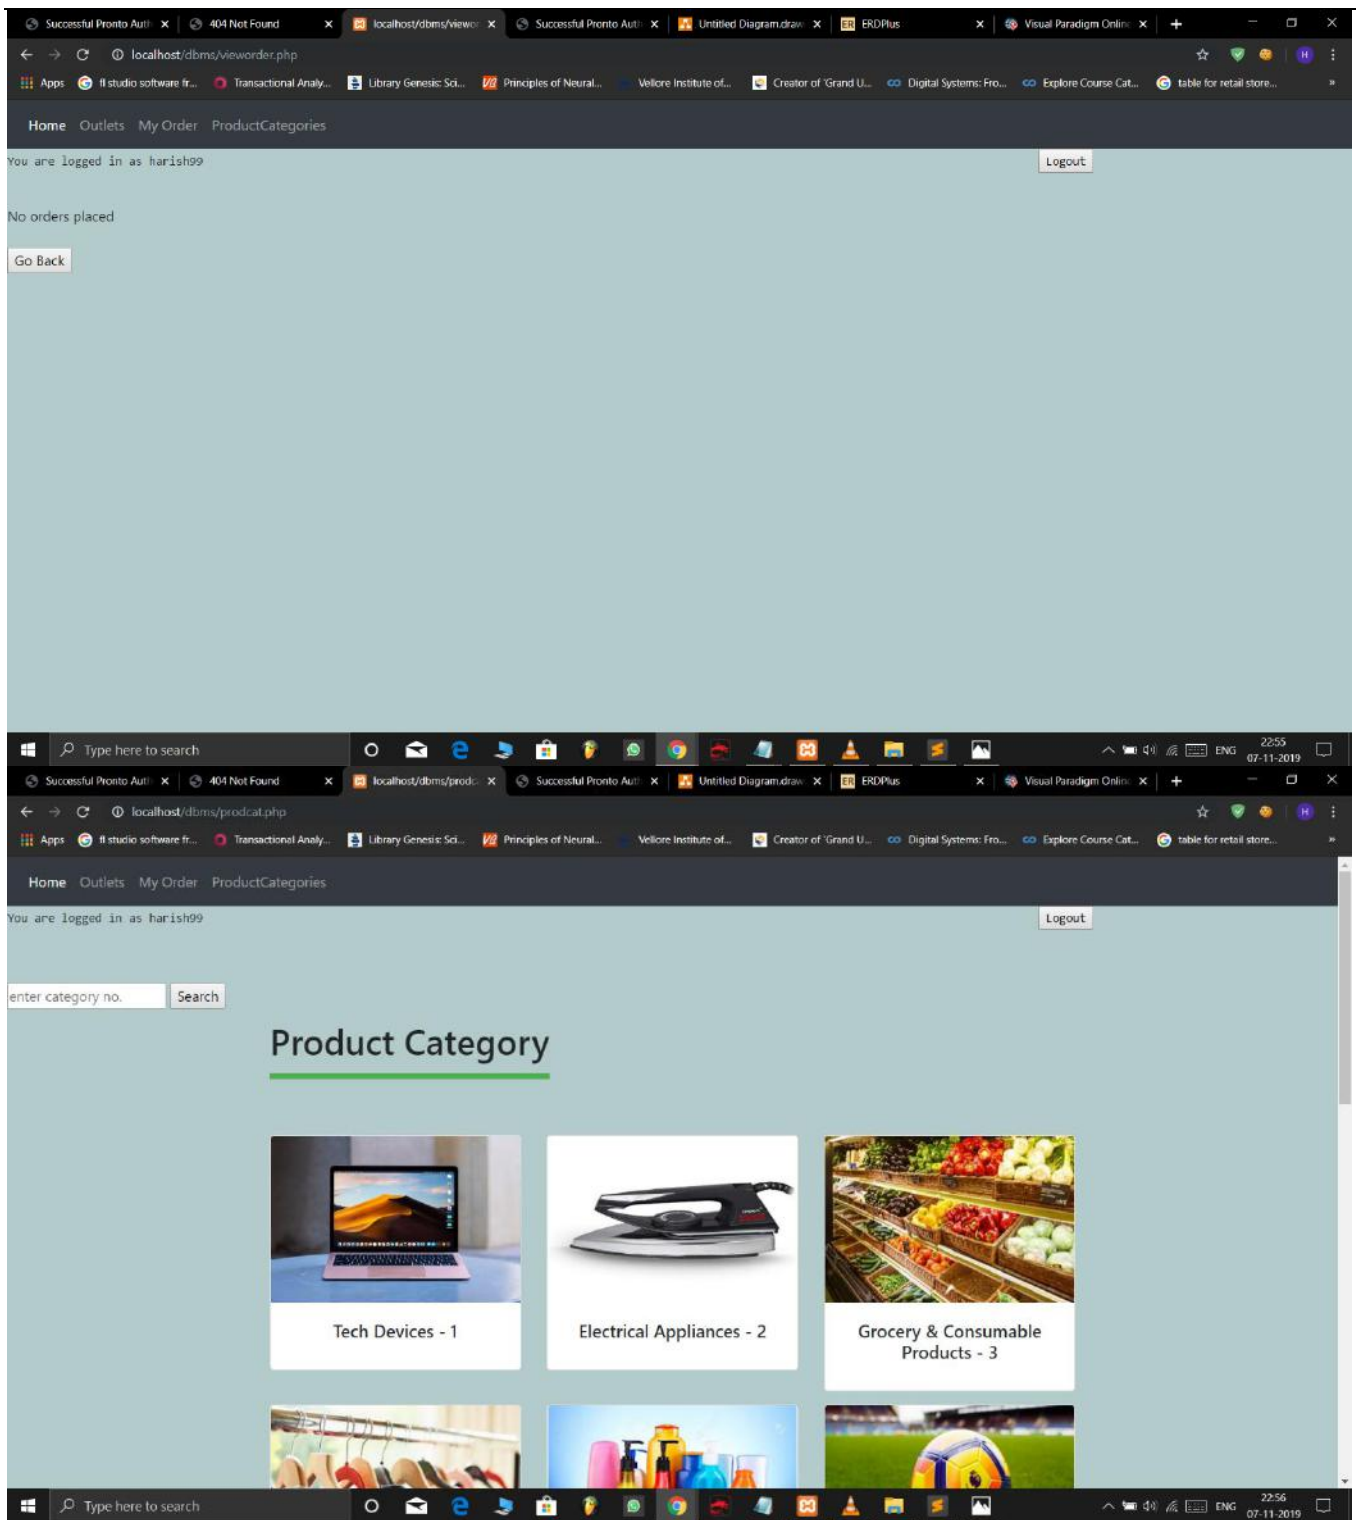 Successful Pronto Auth 404 Not Found localhost/dbms/viewor Successful Pronto Auth Untitled Diagram.draw ER ERDPlus Visual Paradigm Online
localhost/dbms/vieworder.php H
Apps fl studio software fr... Transactional Analy... Library Genesis: Sci... Principles of Neural... Vellore Institute of... Creator of 'Grand U... Digital Systems: Fro... Explore Course Cat... table for retail store... »
Home Outlets My Order ProductCategories
You are logged in as harish99 Logout
No orders placed
Go Back
Type here to search ENG 22:55
07-11-2019
Successful Pronto Auth 404 Not Found localhost/dbms/prodca Successful Pronto Auth Untitled Diagram.draw ER ERDPlus Visual Paradigm Online
localhost/dbms/prodcat.php H
Apps fl studio software fr... Transactional Analy... Library Genesis: Sci... Principles of Neural... Vellore Institute of... Creator of 'Grand U... Digital Systems: Fro... Explore Course Cat... table for retail store... »
Home Outlets My Order ProductCategories
You are logged in as harish99 Logout
enter category no. Search
Product Category
Tech Devices - 1
Electrical Appliances - 2
Grocery & Consumable
Products - 3
Type here to search ENG 22:56
07-11-2019